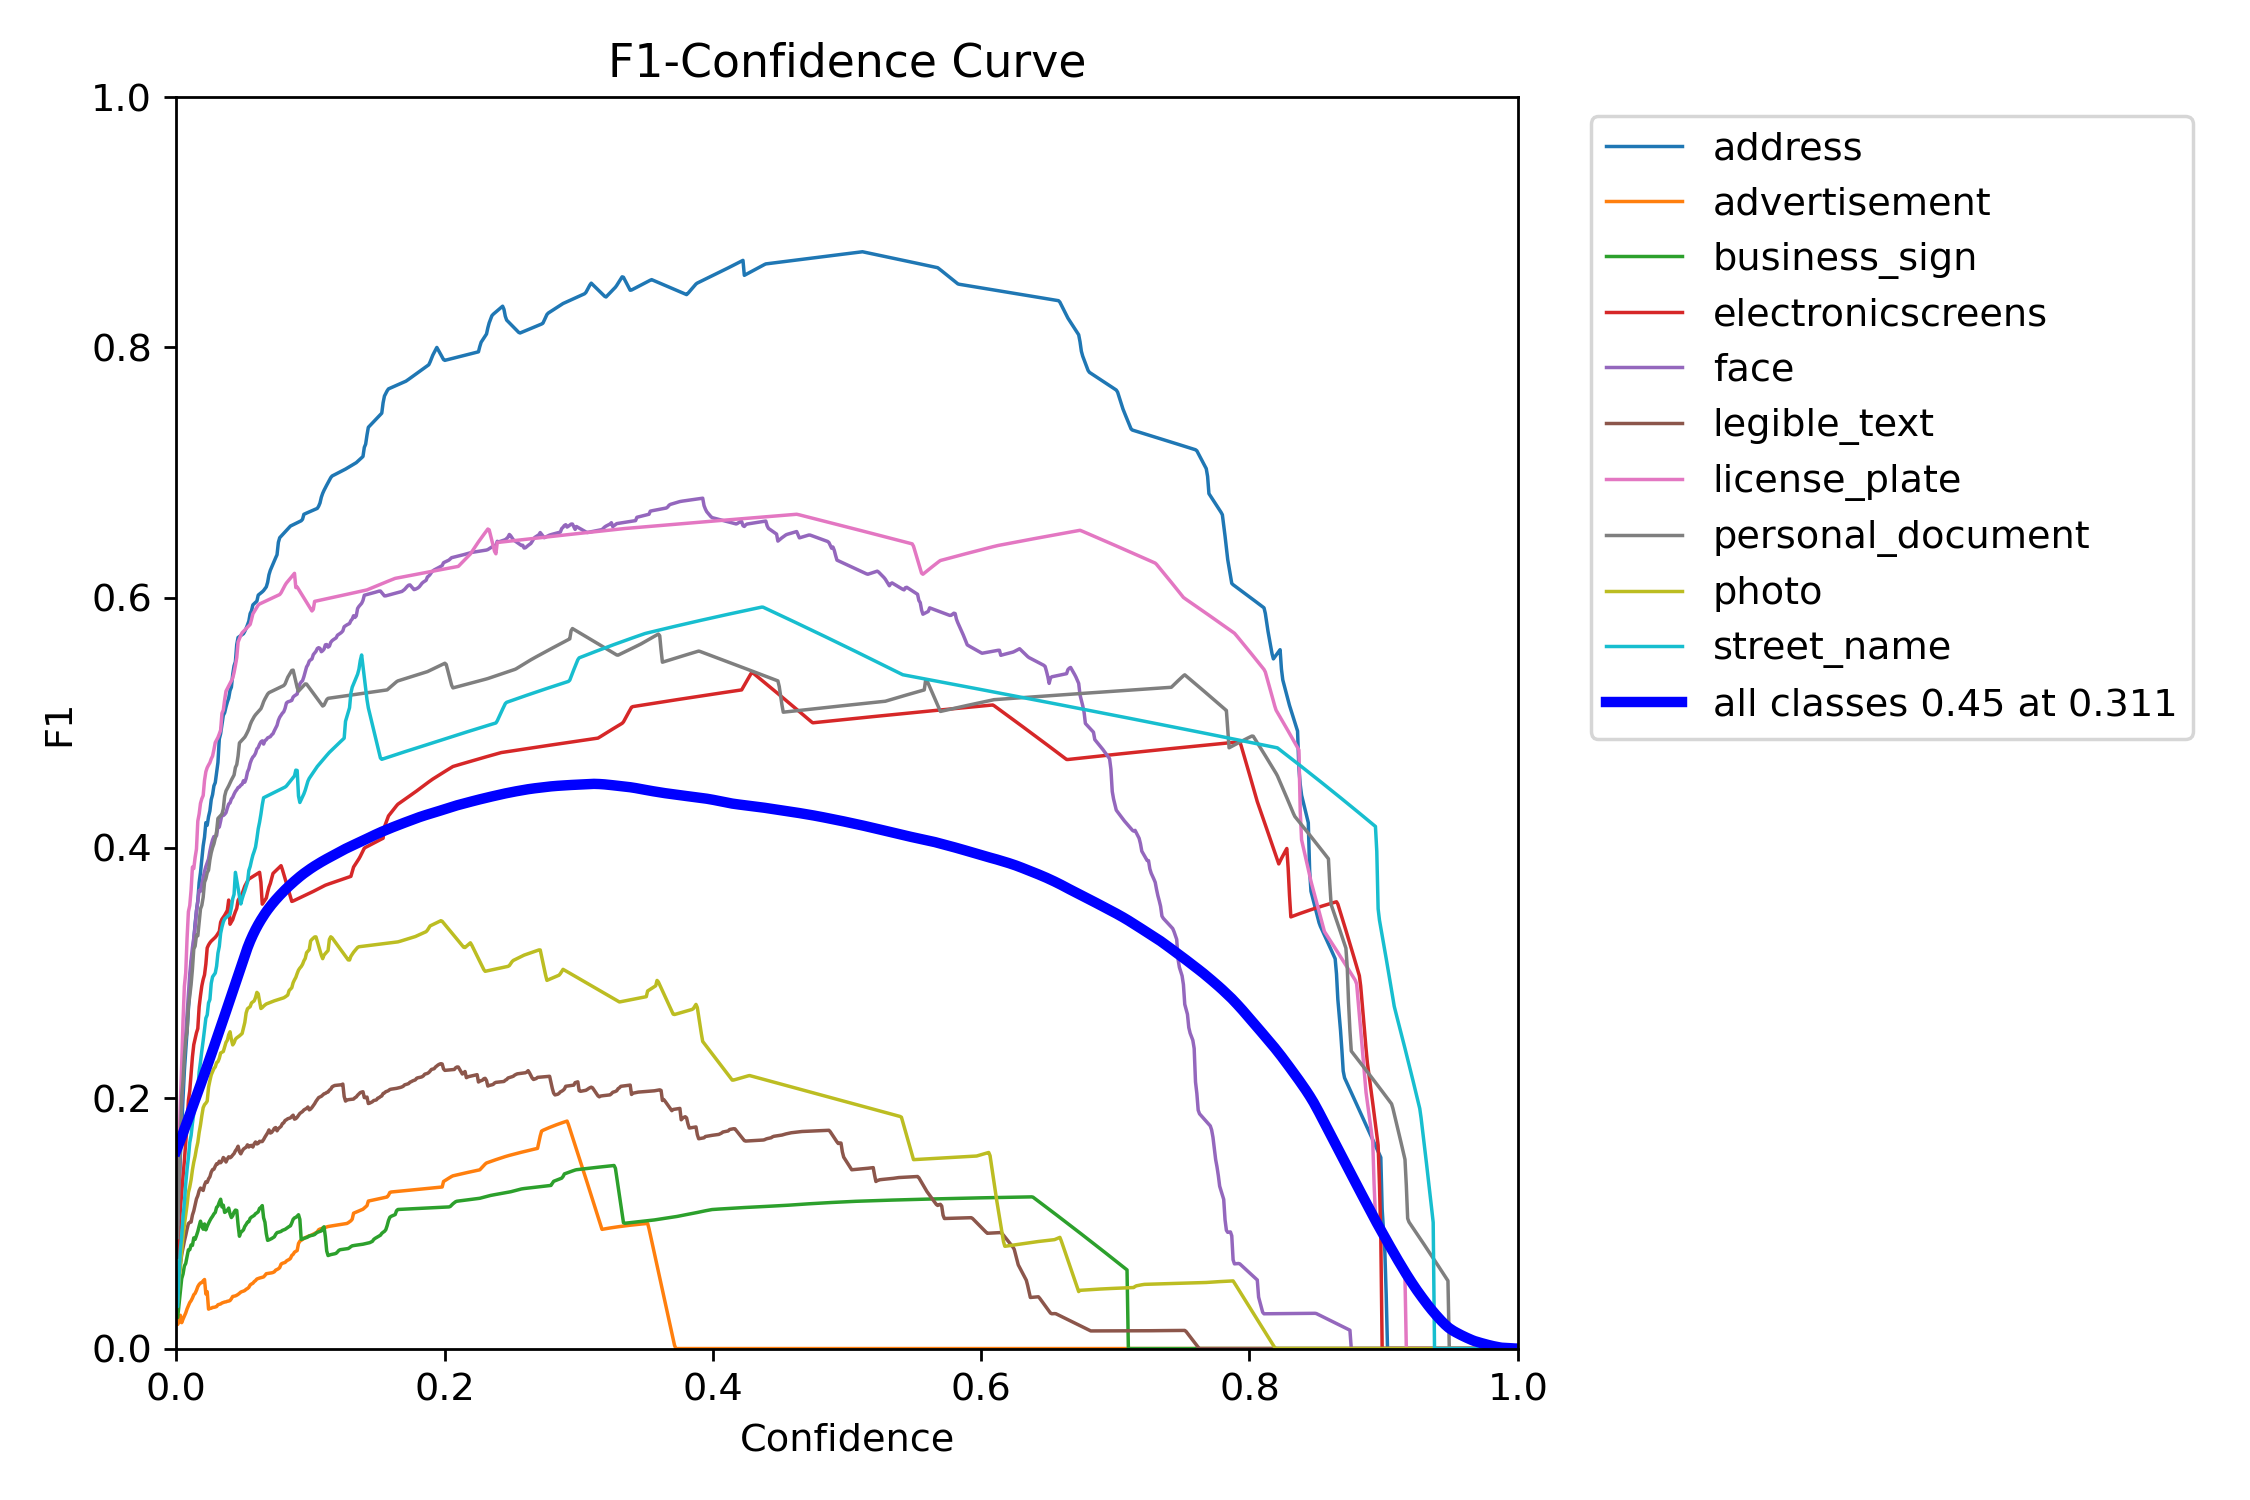 F1-Confidence Curve
1.0
0.8
0.6
0.4
0.2
0.0
F1
0.0 0.2 0.4 0.6 0.8 1.0
Confidence
address
advertisement
business_sign
electronicscreens
face
legible_text
license_plate
personal_document
photo
street_name
all classes 0.45 at 0.311